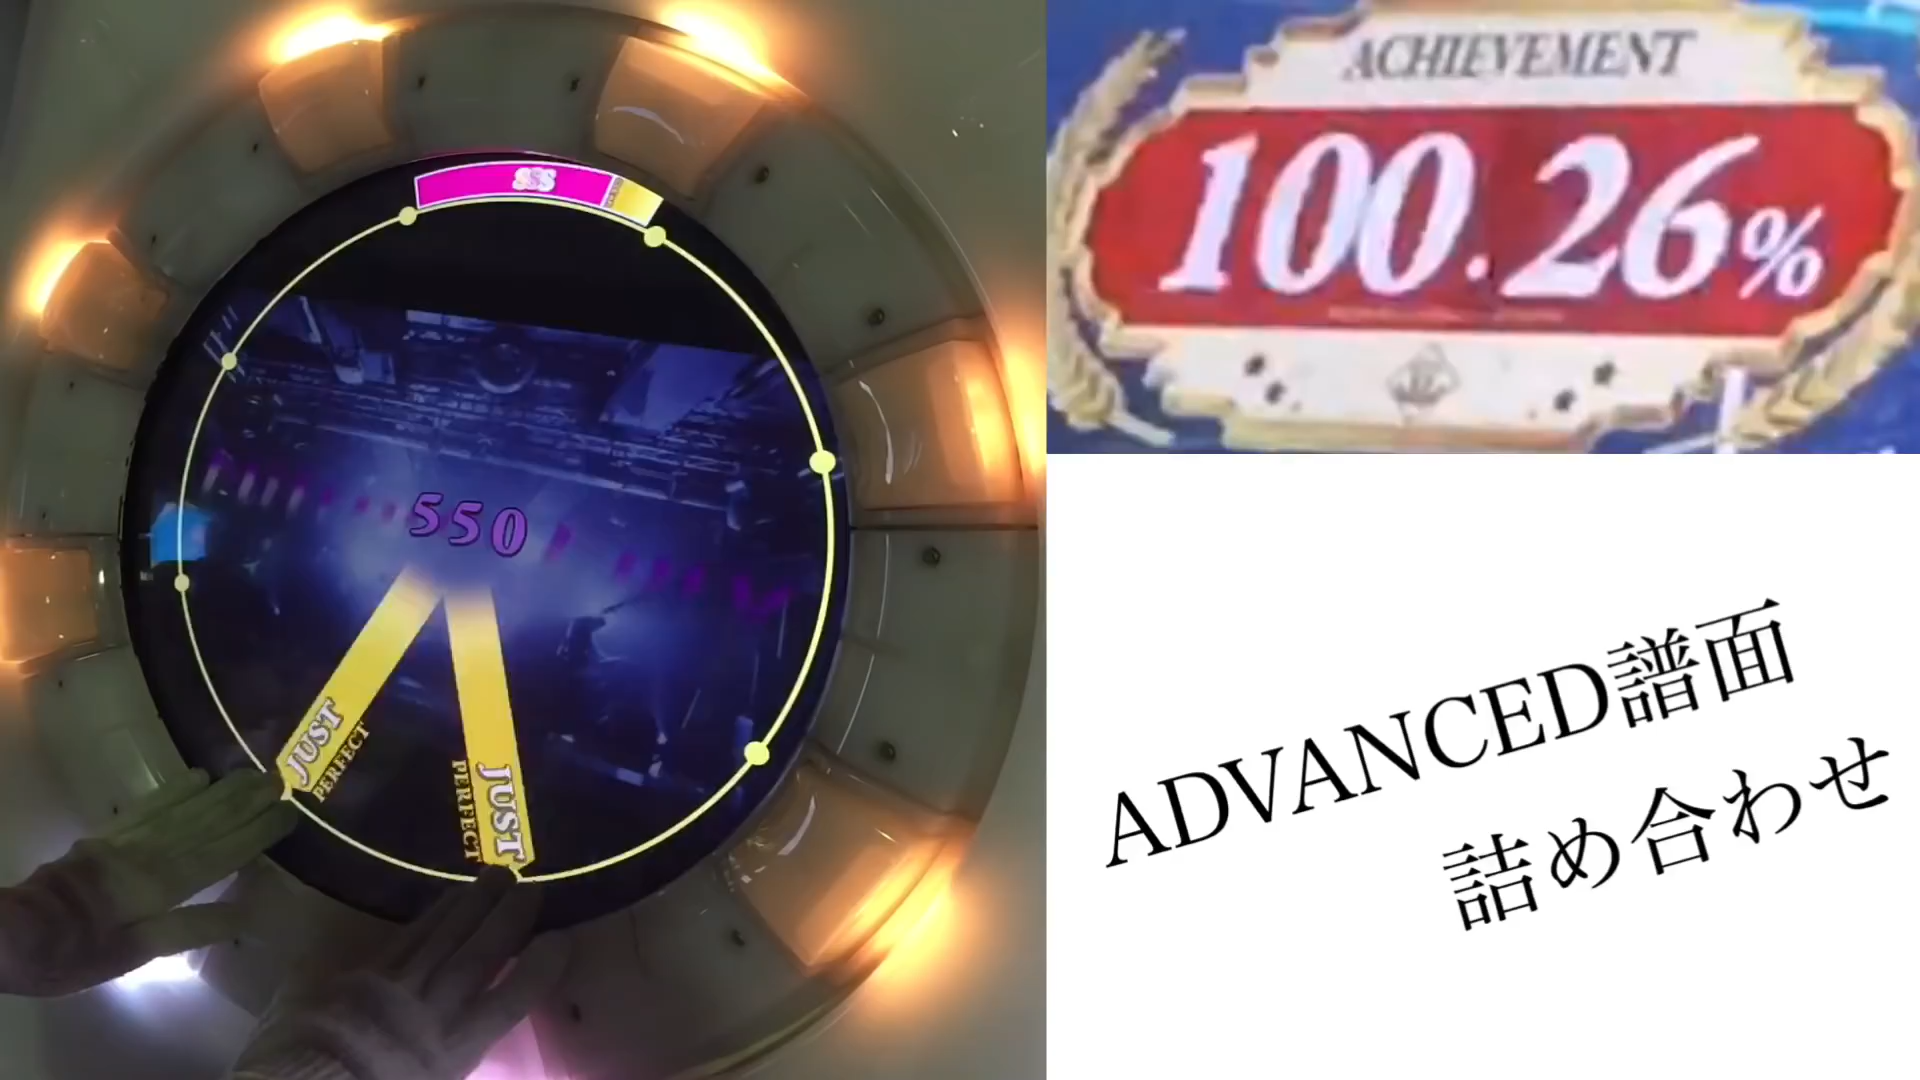 SSS
550
JUST
PERFECT
JUST
PERFECT
ACHIEVEMENT
100.26%
ADVANCED譜面
詰め合わせ